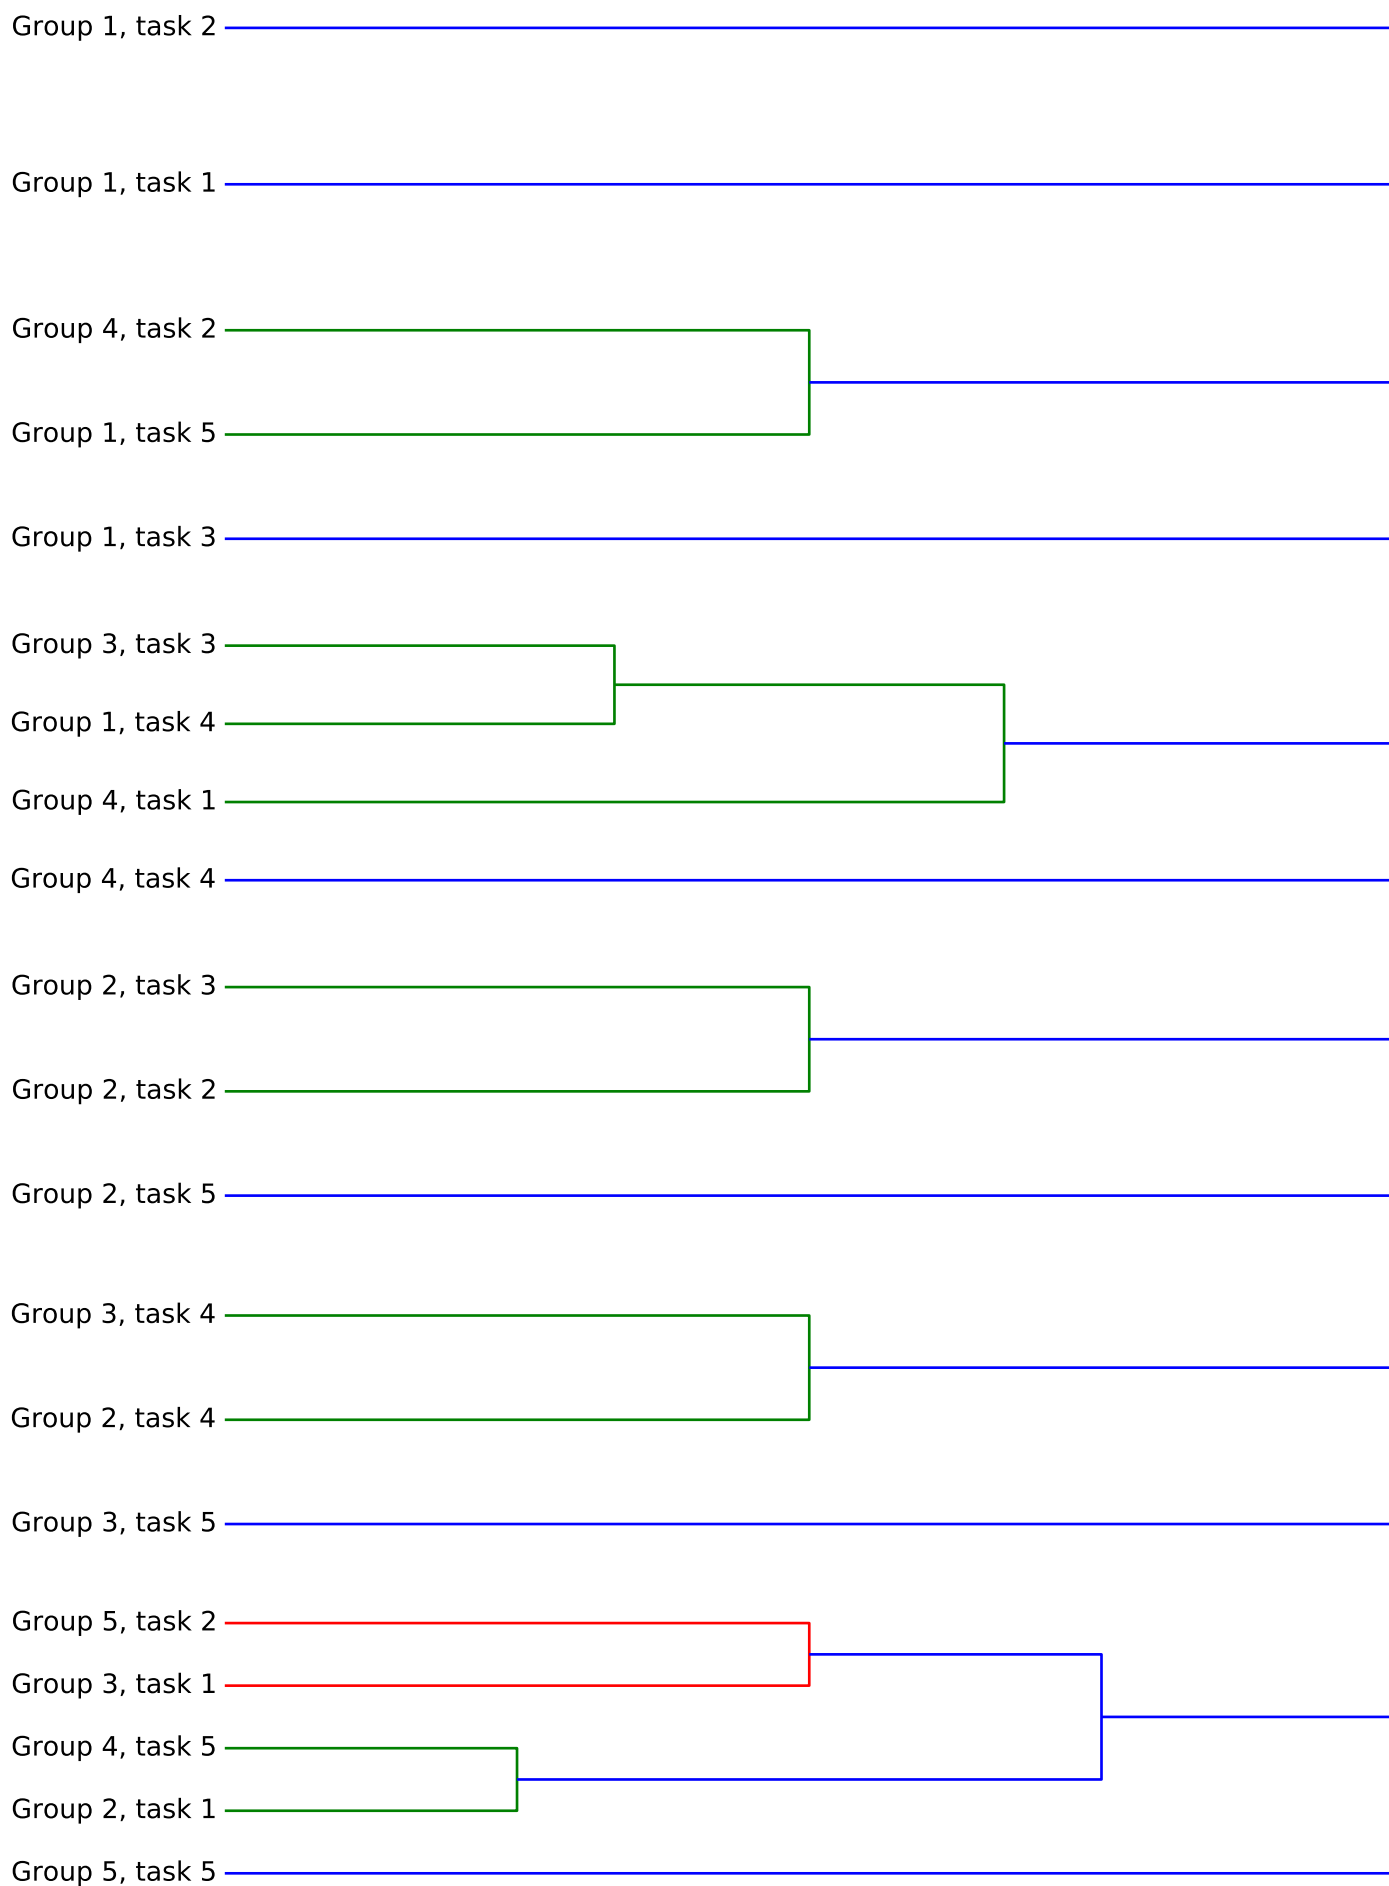 Group 1, task 2
Group 1, task 1
Group 4, task 2
Group 1, task 5
Group 1, task 3
Group 3, task 3
Group 1, task 4
Group 4, task 1
Group 4, task 4
Group 2, task 3
Group 2, task 2
Group 2, task 5
Group 3, task 4
Group 2, task 4
Group 3, task 5
Group 5, task 2
Group 3, task 1
Group 4, task 5
Group 2, task 1
Group 5, task 5